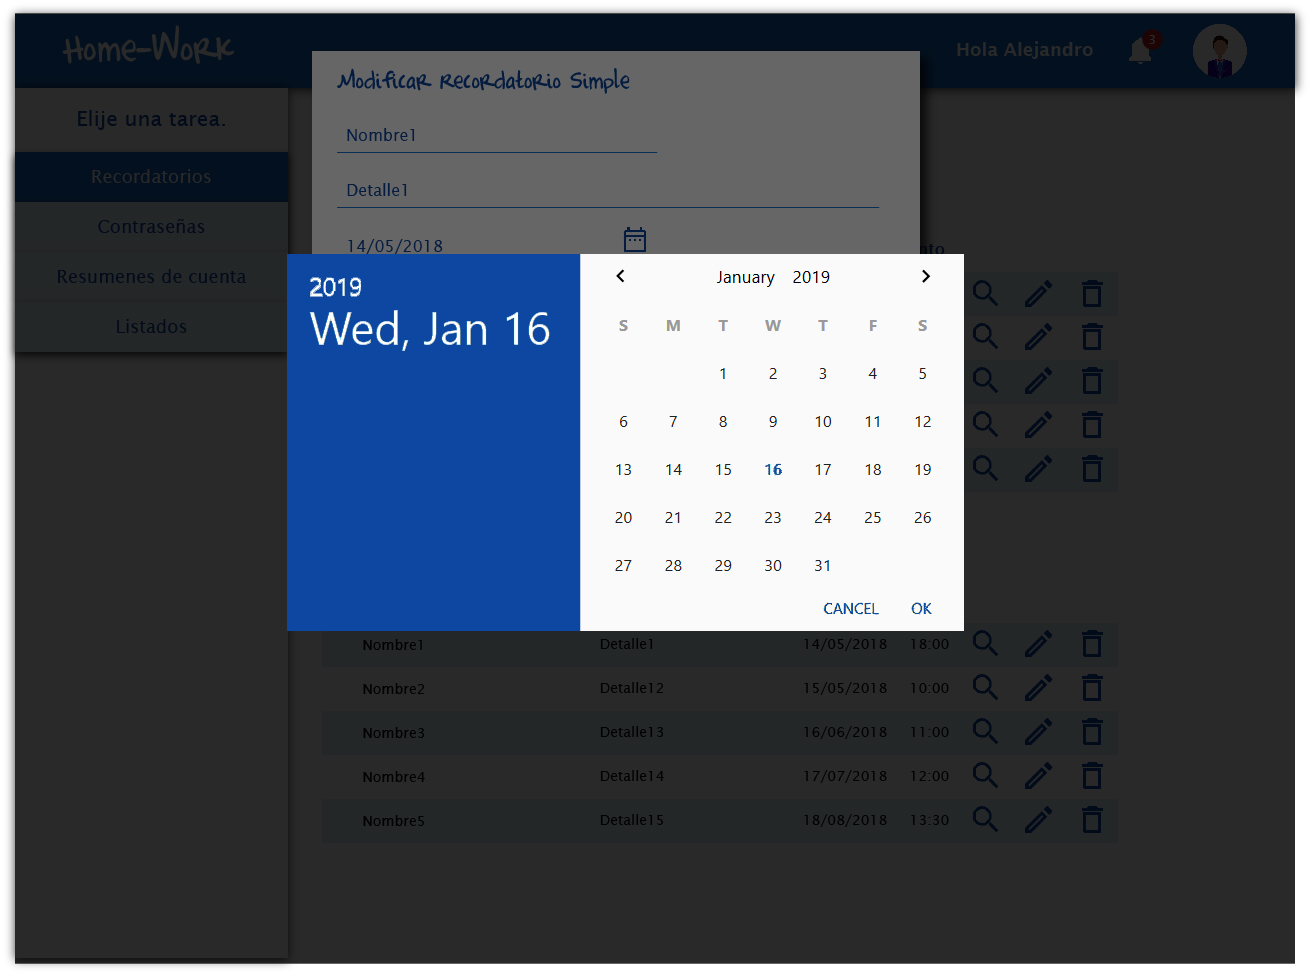 Home-Work
Hola Alejandro
3
Elije una tarea.
Recordatorios
Contraseñas
Resumenes de cuenta
Listados
Modificar recordatorio Simple
Nombre1
Detalle1
14/05/2018
2019
Wed, Jan 16
January 2019
S M T W T F S
1 2 3 4 5
6 7 8 9 10 11 12
13 14 15 16 17 18 19
20 21 22 23 24 25 26
27 28 29 30 31
CANCEL OK
Nombre1 Detalle1 14/05/2018 18:00
Nombre2 Detalle12 15/05/2018 10:00
Nombre3 Detalle13 16/06/2018 11:00
Nombre4 Detalle14 17/07/2018 12:00
Nombre5 Detalle15 18/08/2018 13:30